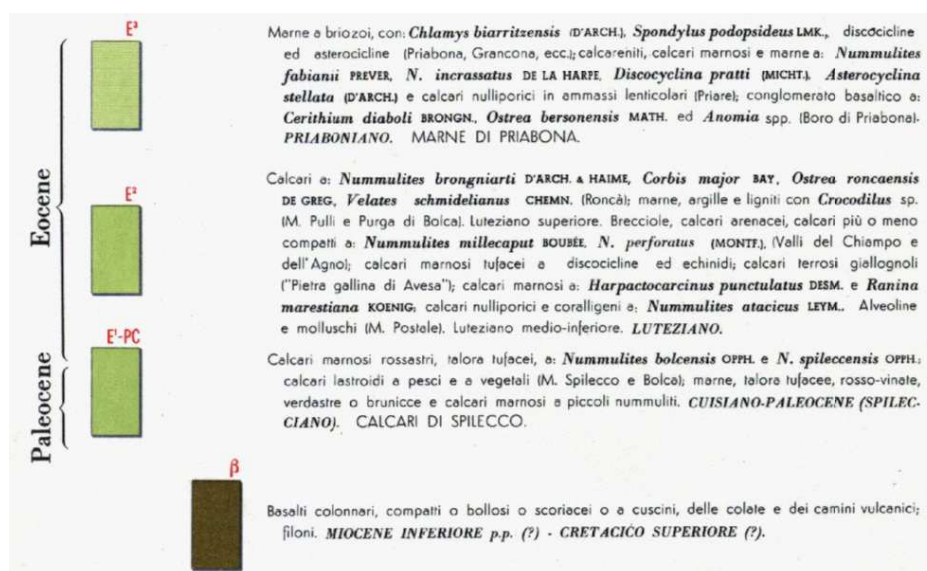 E³
Marne a briozoi, con: Chlamys biarritzensis (D'ARCH.), Spondylus podopsideus LMK., discocicline
ed asterocicline (Priabona, Grancona, ecc.); calcareniti, calcari marnosi e marne a: Nummulites
fabianii PREVER, N. incrassatus DE LA HARPE, Discocyclina pratti (MICHT.), Asterocyclina
stellata (D'ARCH.) e calcari nulliporici in ammassi lenticolari (Priare); conglomerato basaltico a:
Cerithium diaboli BRONGN., Ostrea bersonensis MATH. ed Anomia spp. (Boro di Priabona).
PRIABONIANO. MARNE DI PRIABONA.
Eocene
E²
Calcari a: Nummulites brongniarti D'ARCH. & HAIME, Corbis major BAY, Ostrea roncaensis
DE GREG., Velates schmidelianus CHEMN. (Roncà); marne, argille e ligniti con Crocodilus sp.
(M. Pulli e Purga di Bolca). Luteziano superiore. Brecciole, calcari arenacei, calcari più o meno
compatti a: Nummulites millecaput BOUBÉE, N. perforatus (MONTF.), (Valli del Chiampo e
dell'Agno); calcari marnosi tufacei a discocicline ed echinidi; calcari terrosi giallognoli
("Pietra gallina di Avesa"); calcari marnosi a: Harpactocarcinus punctulatus DESM. e Ranina
marestiana KOENIG; calcari nulliporici e coralligeni a: Nummulites atacicus LEYM.. Alveoline
e molluschi (M. Postale). Luteziano medio-inferiore. LUTEZIANO.
Paleocene
E¹-PC
Calcari marnosi rossastri, talora tufacei, a: Nummulites bolcensis OPPH. e N. spileccensis OPPH.;
calcari lastroidi a pesci e a vegetali (M. Spilecco e Bolca); marne, talora tufacee, rosso-vinate,
verdastre o brunicce e calcari marnosi a piccoli nummuliti. CUISIANO-PALEOCENE (SPILEC-
CIANO). CALCARI DI SPILECCO.
β
Basalti colonnari, compatti o bollosi o scoriacei o a cuscini, delle colate e dei camini vulcanici;
filoni. MIOCENE INFERIORE p.p. (?) - CRETACICO SUPERIORE (?).